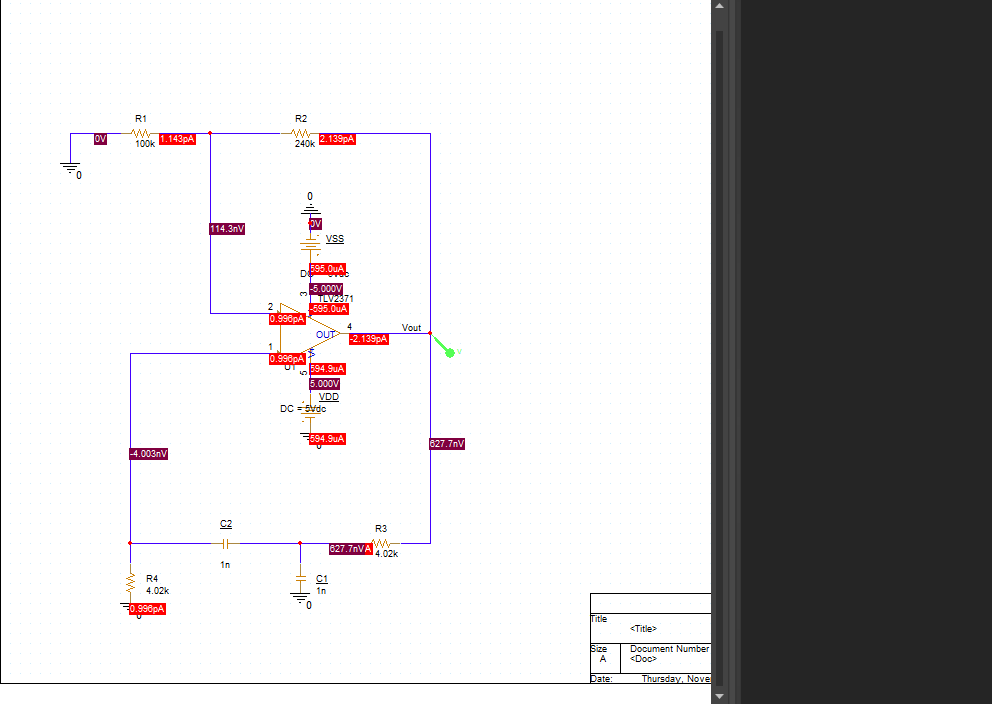 R1
R2
0V
1.143pA
2.139pA
100k
240k
0
0
0V
VSS
114.3nV
595.0uA
-5.000V
3
TLV2371
-595.0uA
2
0.996pA
4
Vout
OUT
-2.139pA
1
0.996pA
U1
V+
594.9uA
5
5.000V
VDD
DC = 5Vdc
594.9uA
0
627.7nV
-4.003nV
C2
R3
627.7nV
A
4.02k
1n
R4
4.02k
C1
1n
0.996pA
0
0
Title
<Title>
Size
Document Number
A
<Doc>
Date:
Thursday, Nove